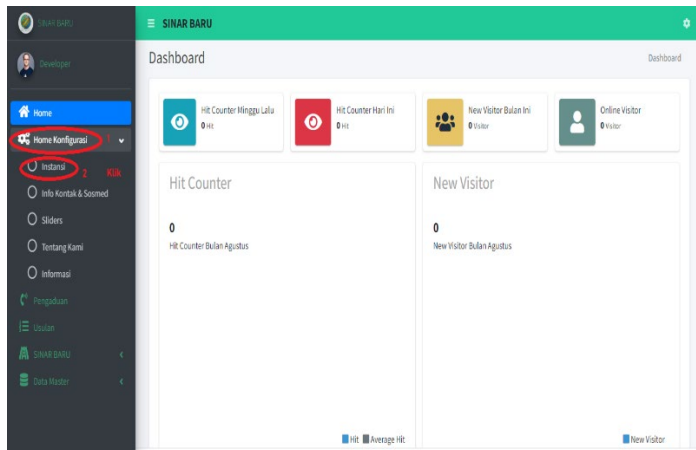 SINAR BARU
SINAR BARU
Developer
Dashboard
Dashboard
Home
Home Konfigurasi 1
Instansi 2 Klik
Info Kontak & Sosmed
Sliders
Tentang Kami
Informasi
Pengaduan
Usulan
SINAR BARU
Data Master
Hit Counter Minggu Lalu
0 Hit
Hit Counter Hari Ini
0 Hit
New Visitor Bulan Ini
0 Visitor
Online Visitor
0 Visitor
Hit Counter
0
Hit Counter Bulan Agustus
Hit Average Hit
New Visitor
0
New Visitor Bulan Agustus
New Visitor